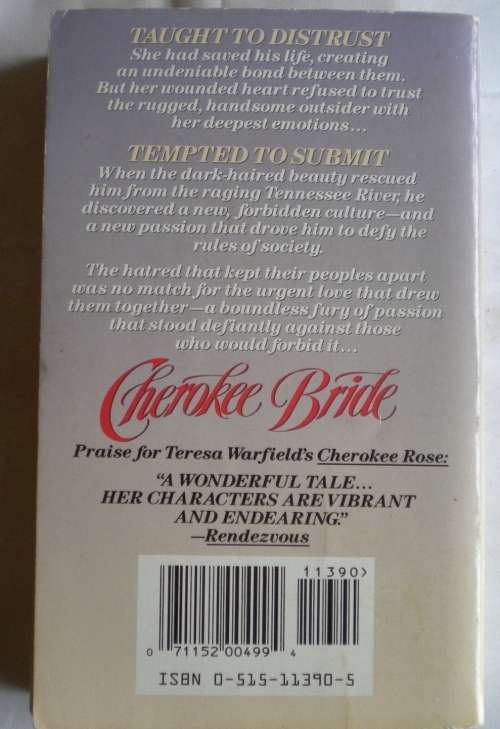 TAUGHT TO DISTRUST
She had saved his life, creating
an undeniable bond between them.
But her wounded heart refused to trust
the rugged, handsome outsider with
her deepest emotions...
TEMPTED TO SUBMIT
When the dark-haired beauty rescued
him from the raging Tennessee River, he
discovered a new, forbidden culture—and
a new passion that drove him to defy the
rules of society.
The hatred that kept their peoples apart
was no match for the urgent love that drew
them together—a boundless fury of passion
that stood defiantly against those
who would forbid it...
Cherokee Bride
Praise for Teresa Warfield's Cherokee Rose:
"A WONDERFUL TALE...
HER CHARACTERS ARE VIBRANT
AND ENDEARING."
—Rendezvous
11390>
0 71152 00499 4
ISBN 0-515-11390-5